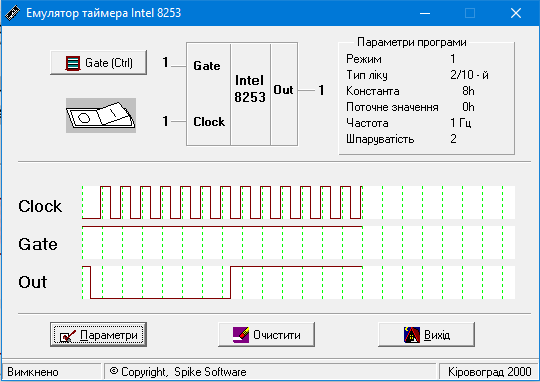 Емулятор таймера Intel 8253
Gate (Ctrl)
1
Gate
Intel
8253
Out
1
1
Clock
Параметри програми
Режим 1
Тип ліку 2/10 - й
Константа 8h
Поточне значення 0h
Частота 1 Гц
Шпаруватість 2
Clock
Gate
Out
Параметри
Очистити
Вихід
Вимкнено
© Copyright, Spike Software
Кіровоград 2000